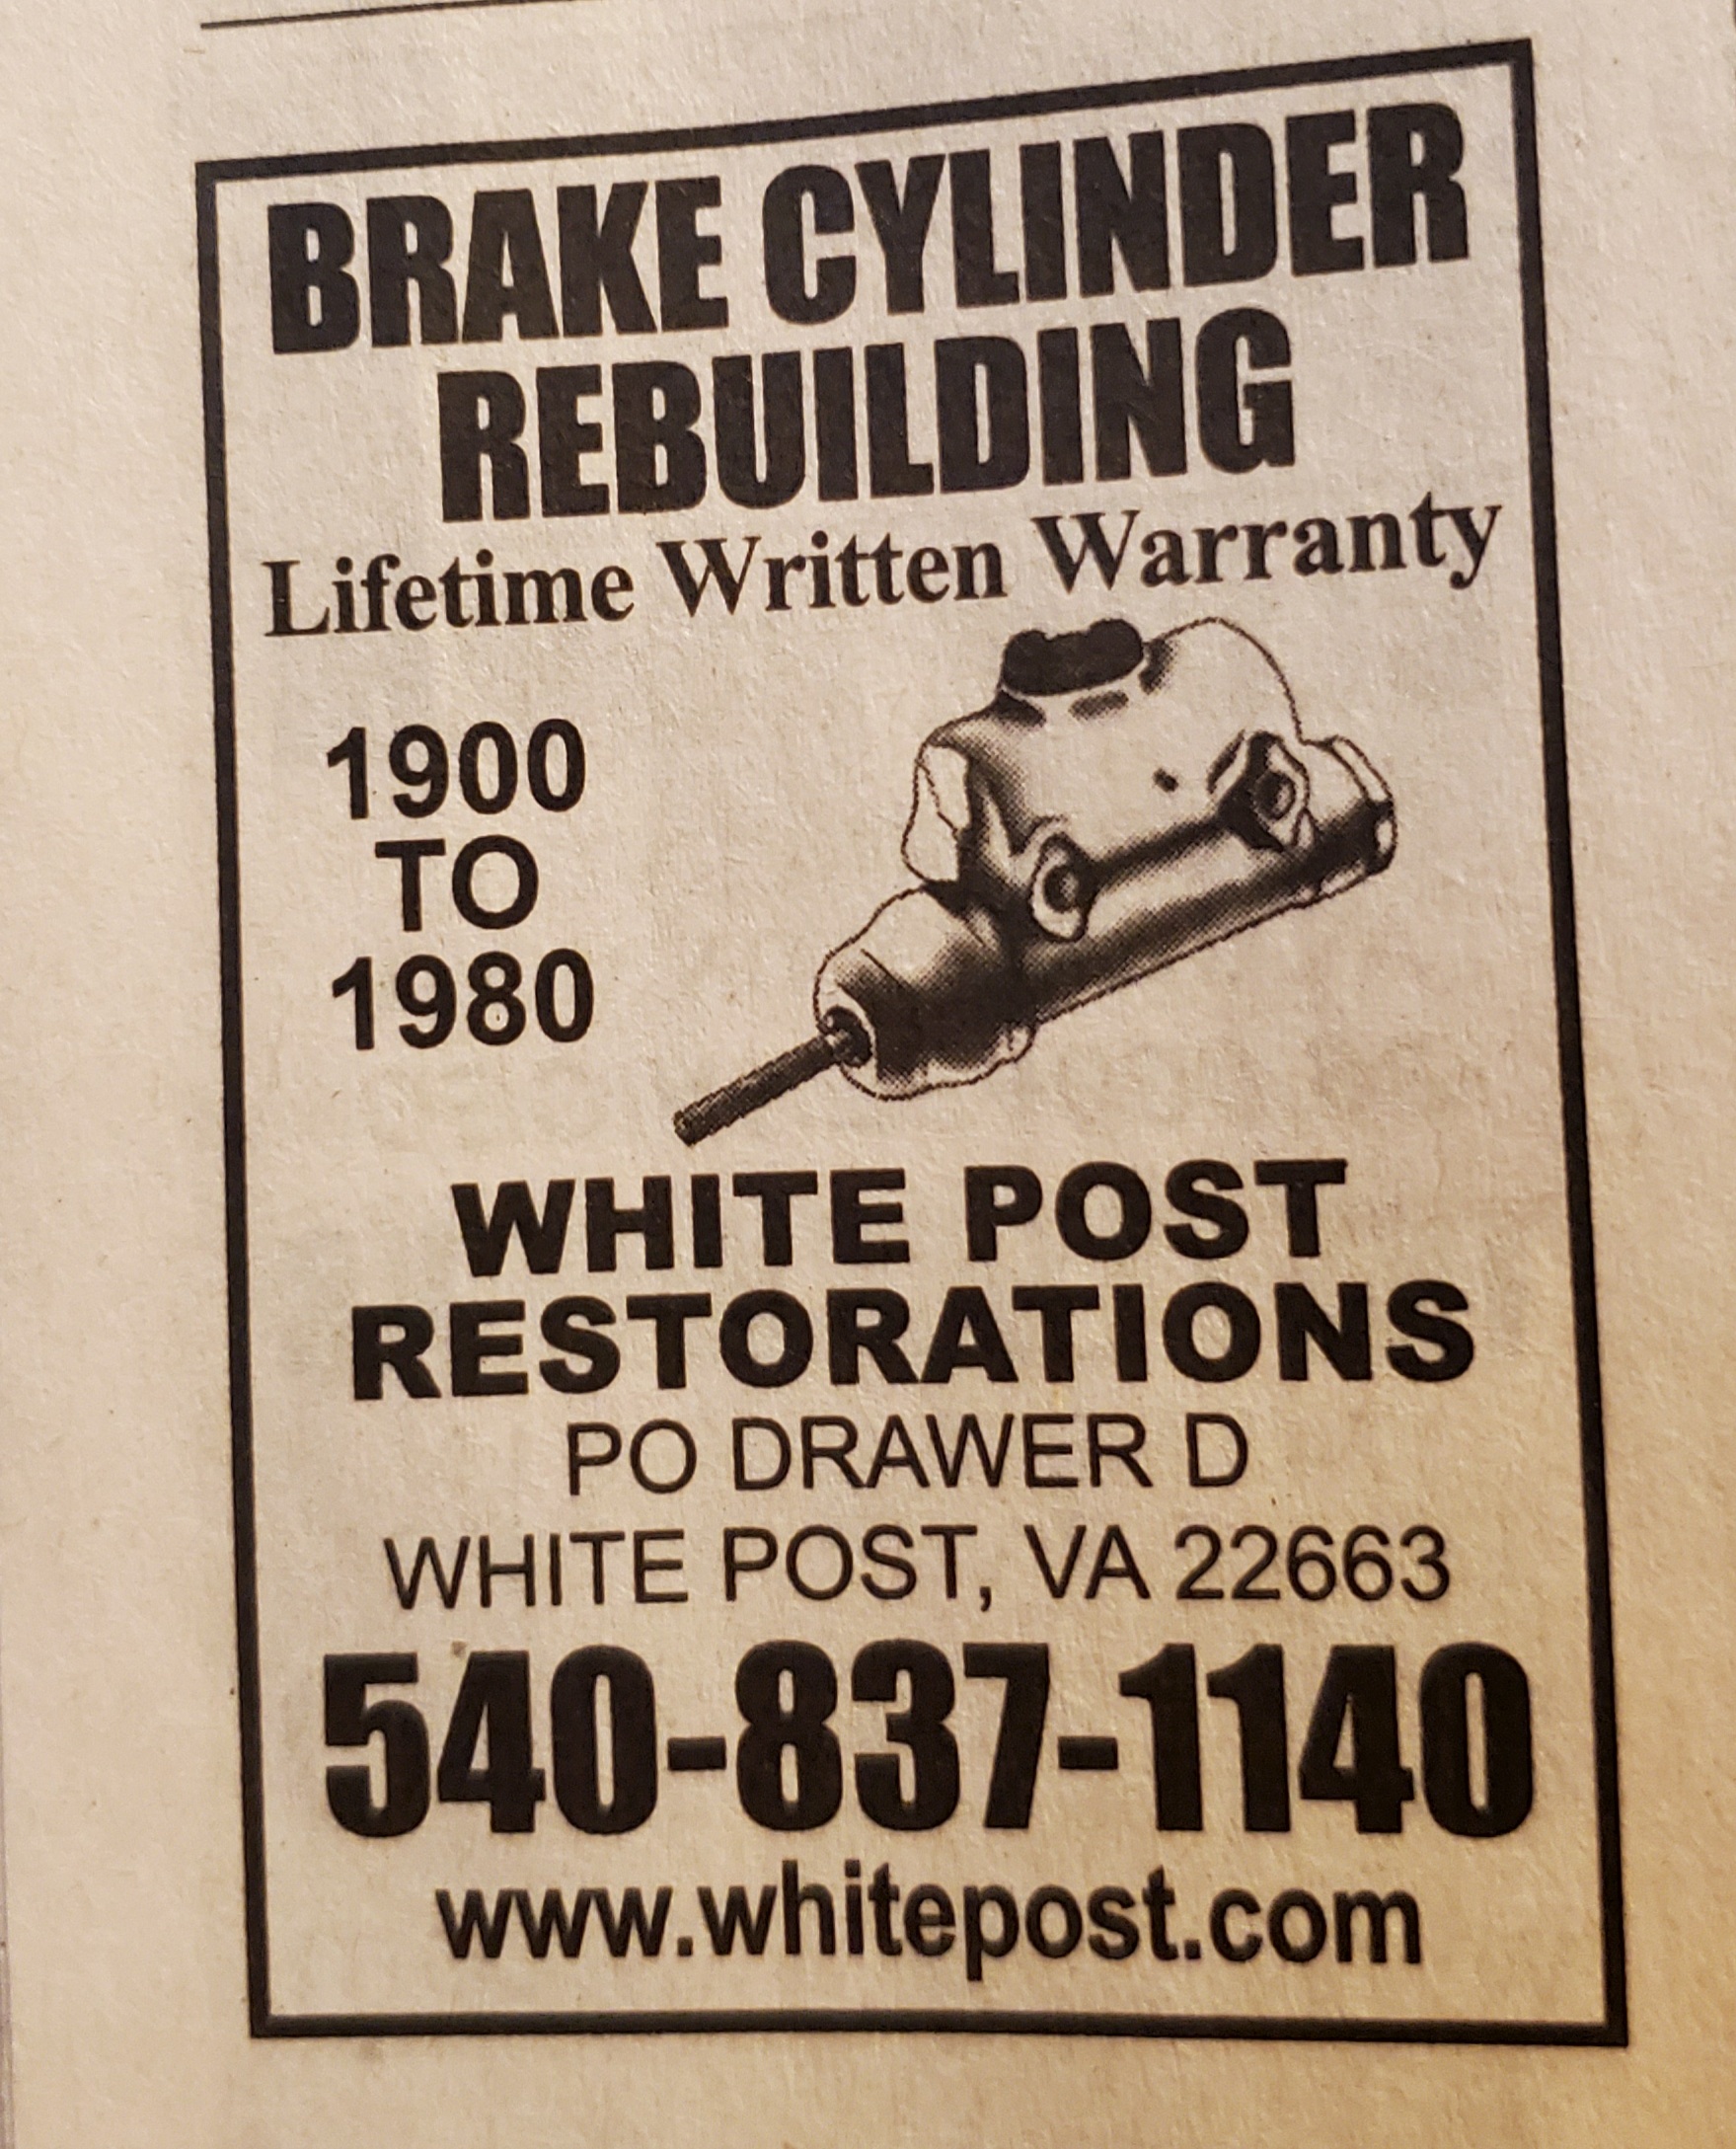 BRAKE CYLINDER
REBUILDING
Lifetime Written Warranty
1900
TO
1980
WHITE POST
RESTORATIONS
PO DRAWER D
WHITE POST, VA 22663
540-837-1140
www.whitepost.com